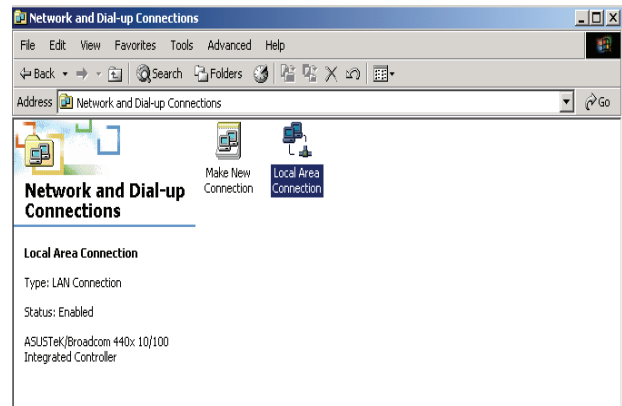 Network and Dial-up Connections
File Edit View Favorites Tools Advanced Help
Back Search Folders
Address Network and Dial-up Connections Go
Make New
Connection
Local Area
Connection
Network and Dial-up
Connections
Local Area Connection
Type: LAN Connection
Status: Enabled
ASUSTeK/Broadcom 440x 10/100
Integrated Controller